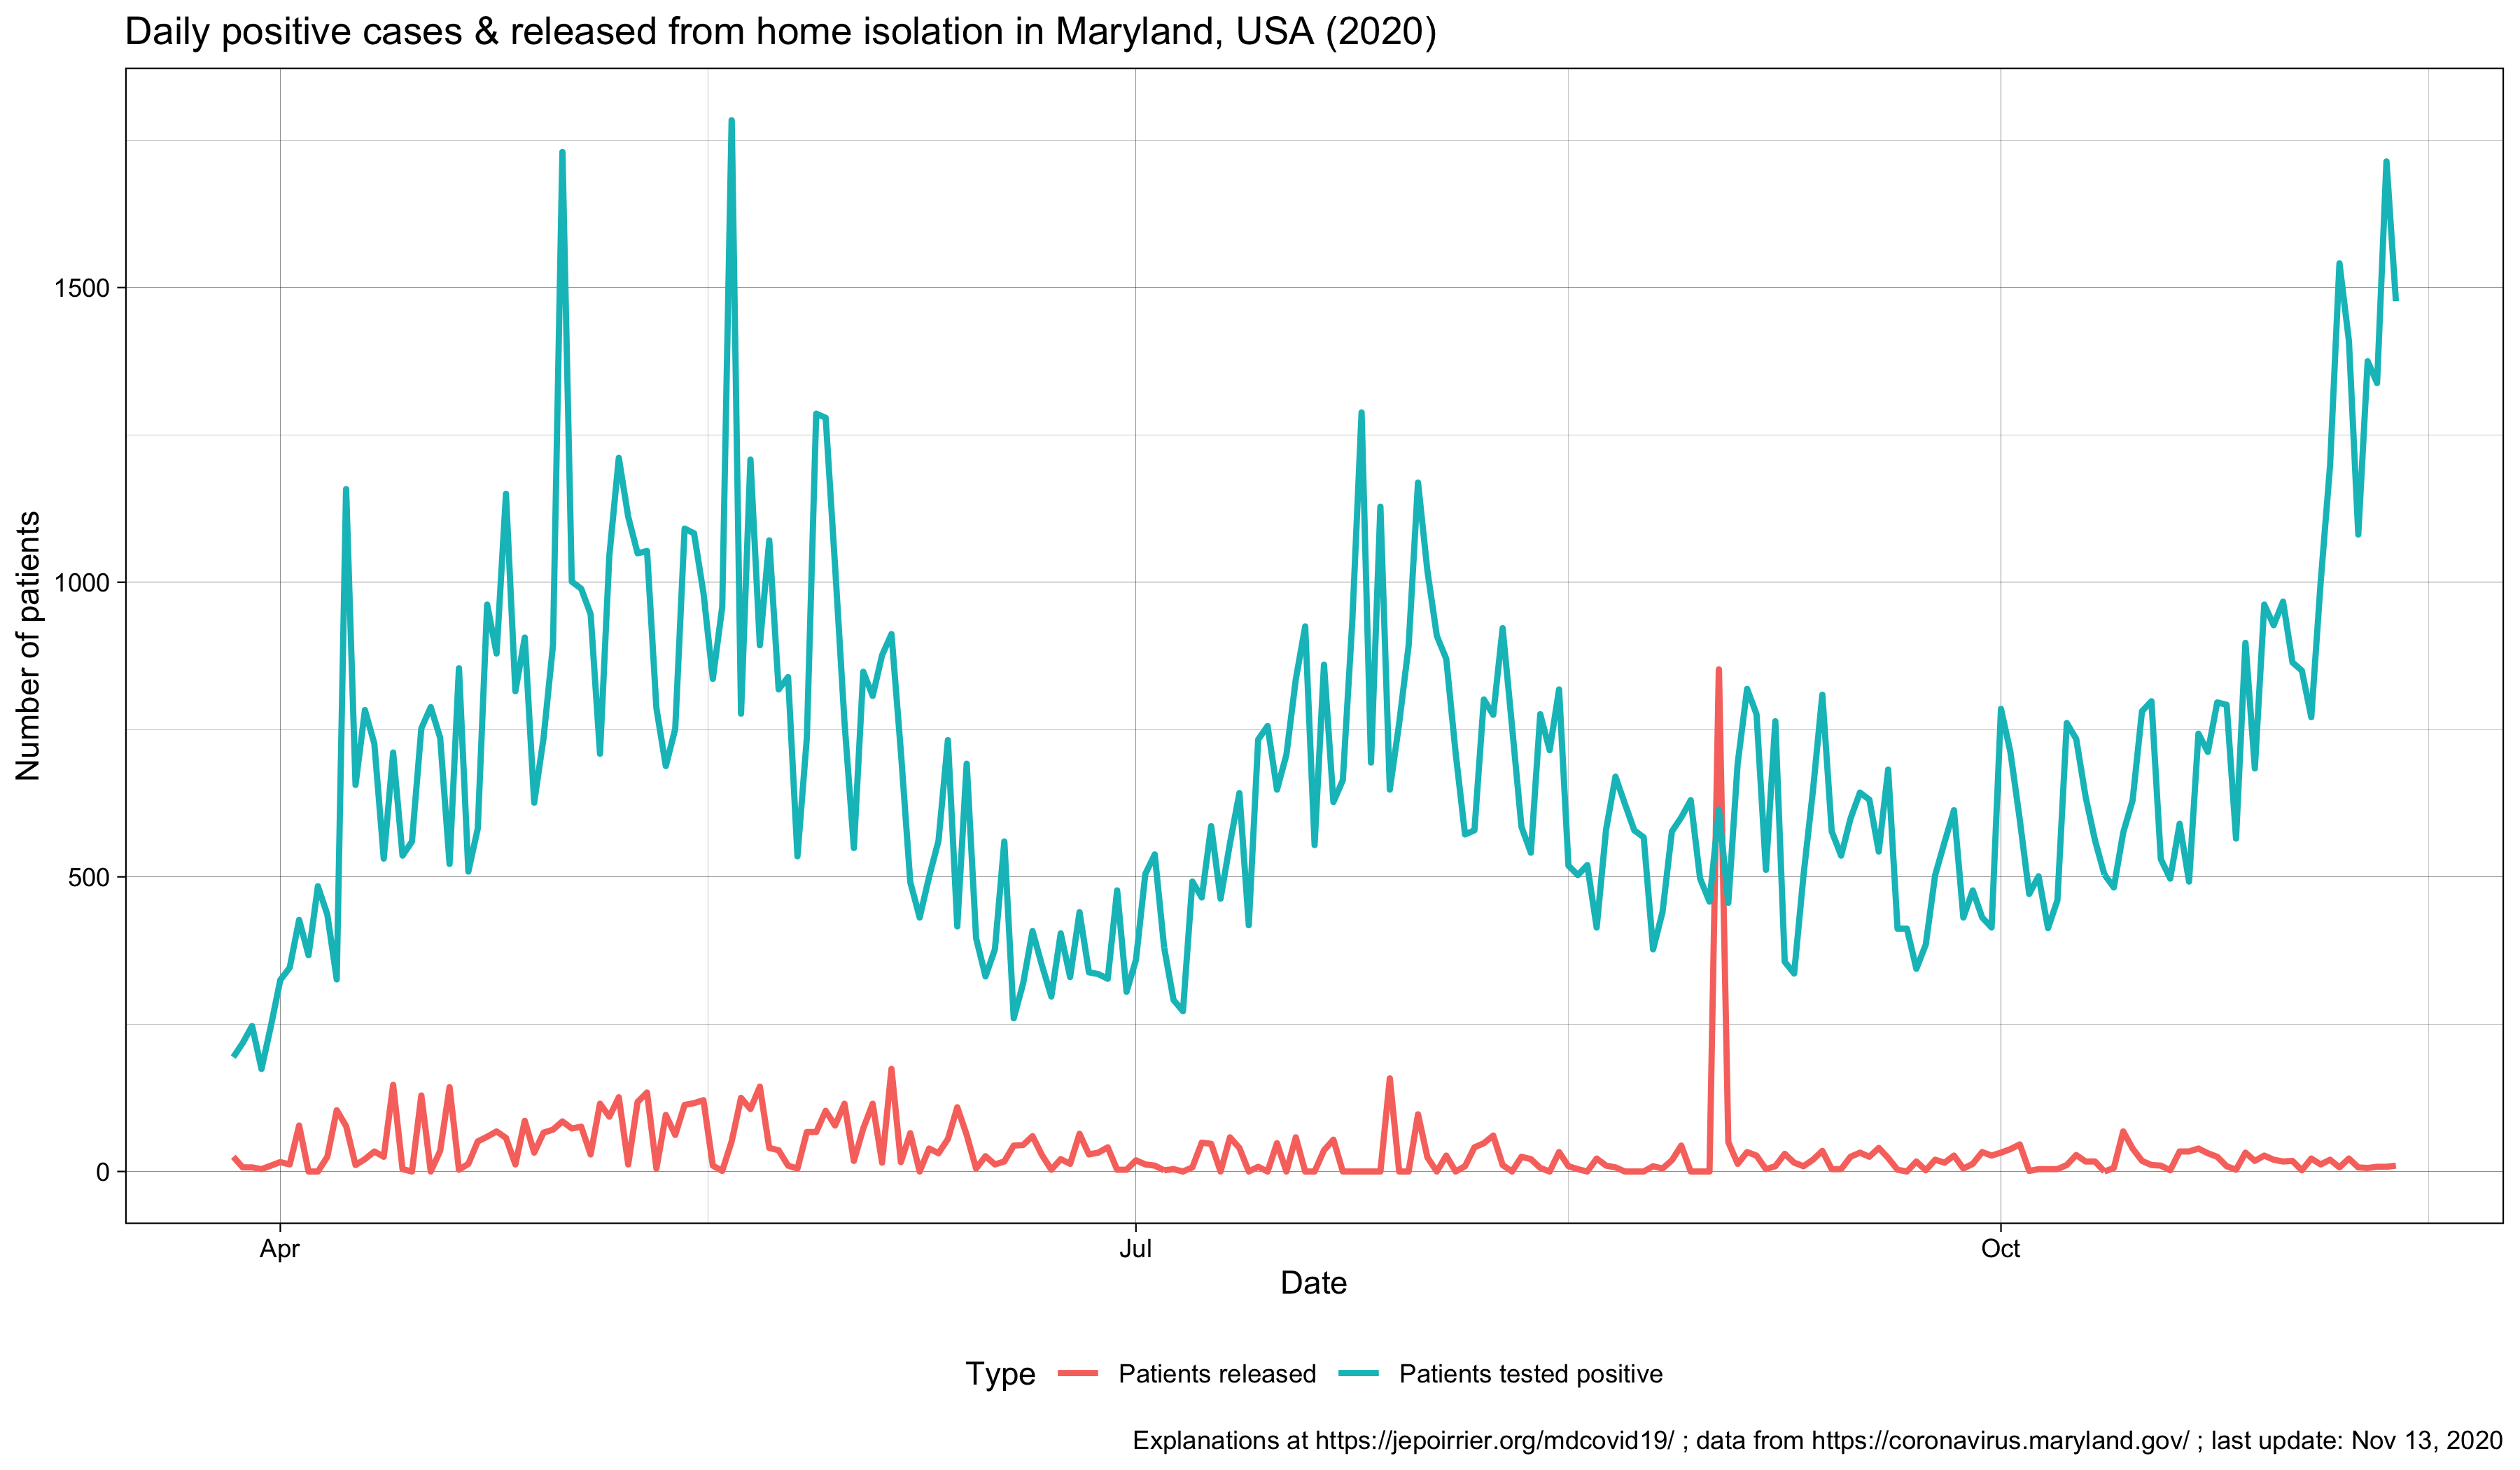 Daily positive cases & released from home isolation in Maryland, USA (2020)
Number of patients
1500
1000
500
0
Apr Jul Oct
Date
Type Patients released Patients tested positive
Explanations at https://jepoirrier.org/mdcovid19/ ; data from https://coronavirus.maryland.gov/ ; last update: Nov 13, 2020